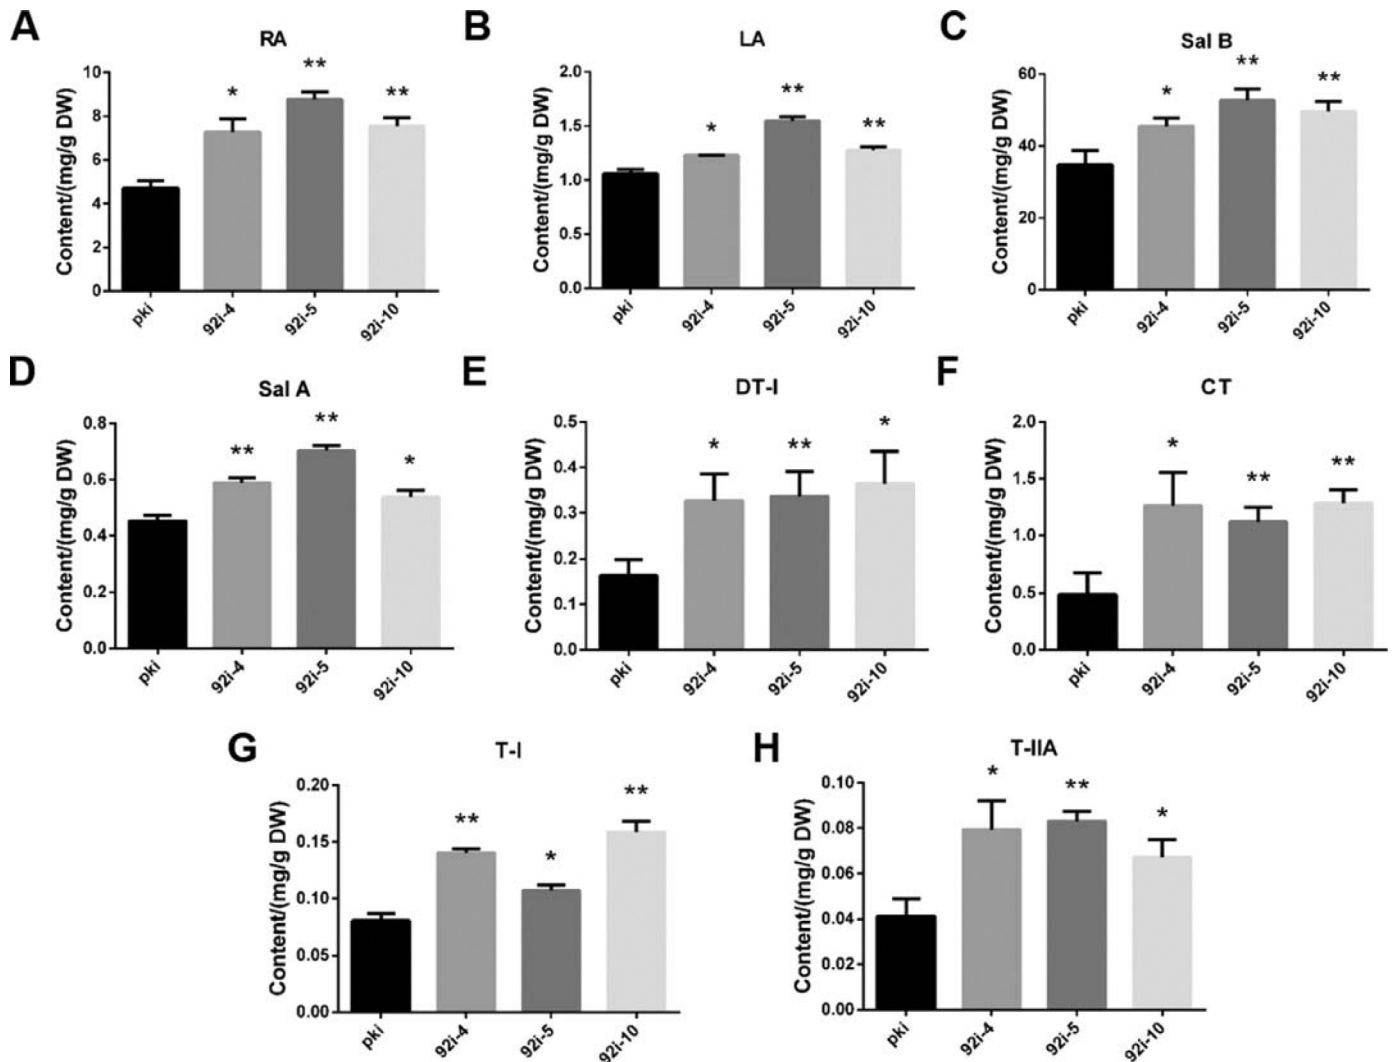 A
RA
Content/(mg/g DW)
10
8
6
4
2
0
*
**
**
pki
92i-4
92i-5
92i-10
B
LA
Content/(mg/g DW)
2.0
1.5
1.0
0.5
0.0
*
**
**
pki
92i-4
92i-5
92i-10
C
Sal B
Content/(mg/g DW)
60
40
20
0
*
**
**
pki
92i-4
92i-5
92i-10
D
Sal A
Content/(mg/g DW)
0.8
0.6
0.4
0.2
0.0
**
**
*
pki
92i-4
92i-5
92i-10
E
DT-I
Content/(mg/g DW)
0.5
0.4
0.3
0.2
0.1
0.0
*
**
*
pki
92i-4
92i-5
92i-10
F
CT
Content/(mg/g DW)
2.0
1.5
1.0
0.5
0.0
*
**
**
pki
92i-4
92i-5
92i-10
G
T-I
Content/(mg/g DW)
0.20
0.15
0.10
0.05
0.00
**
*
**
pki
92i-4
92i-5
92i-10
H
T-IIA
Content/(mg/g DW)
0.10
0.08
0.06
0.04
0.02
0.00
*
**
*
pki
92i-4
92i-5
92i-10